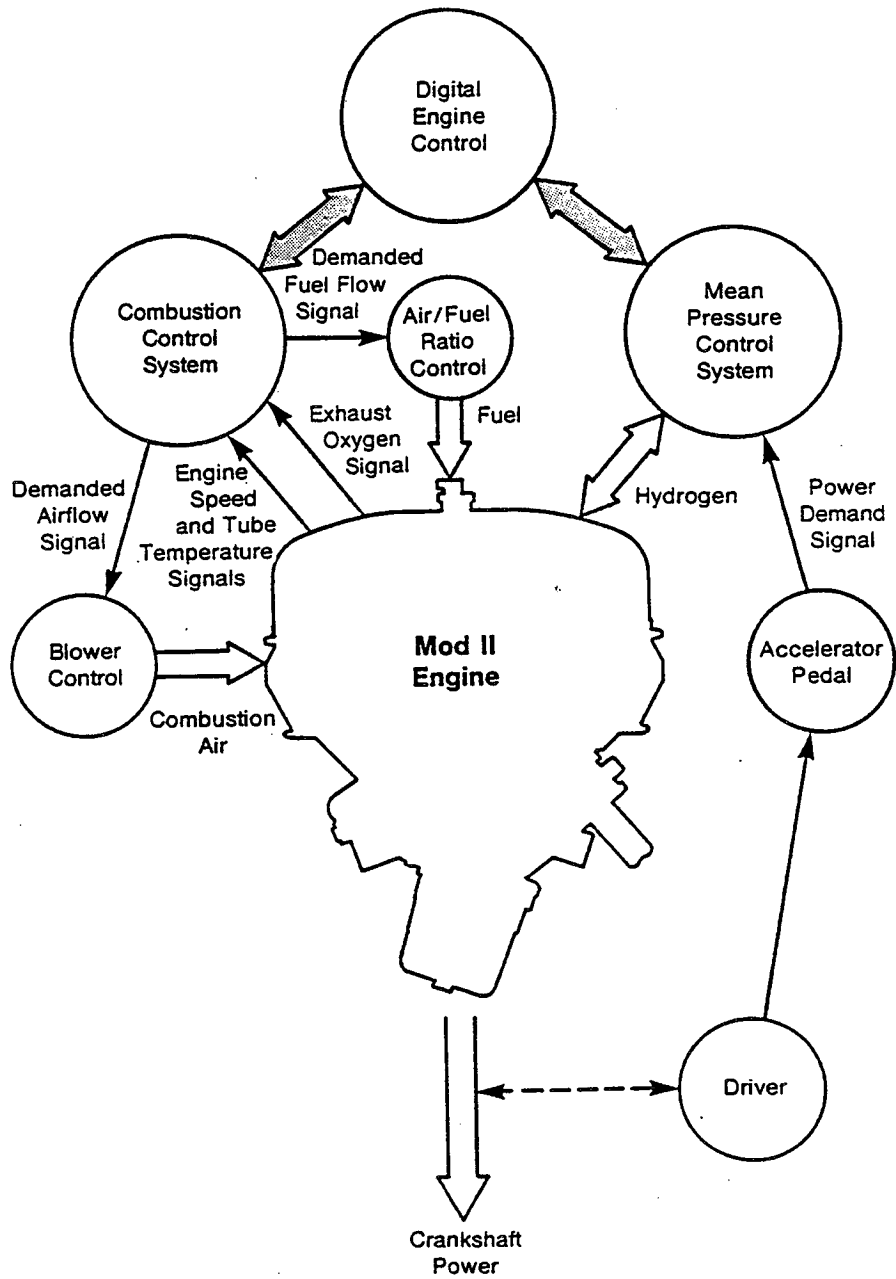 Digital
Engine
Control
Demanded
Fuel Flow
Signal
Combustion
Control
System
Air/Fuel
Ratio
Control
Mean
Pressure
Control
System
Exhaust
Oxygen
Signal
Fuel
Demanded
Airflow
Signal
Engine
Speed
and Tube
Temperature
Signals
Hydrogen
Power
Demand
Signal
Blower
Control
Mod II
Engine
Accelerator
Pedal
Combustion
Air
Driver
Crankshaft
Power